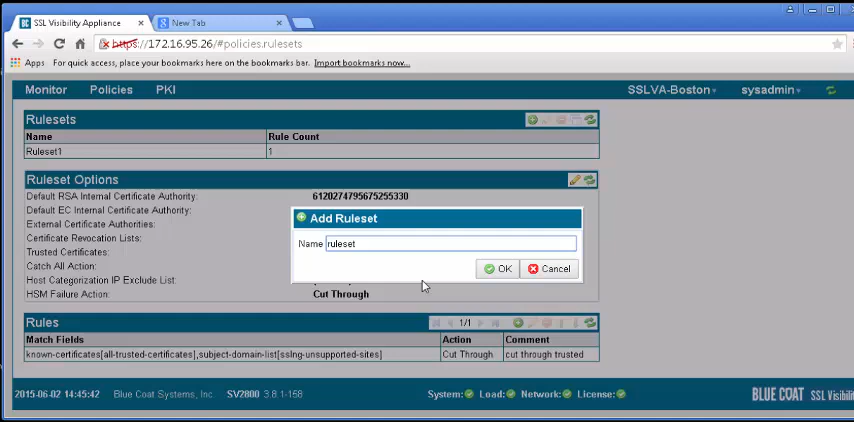 SSL Visibility Appliance × New Tab ×
https://172.16.95.26/#policies.rulesets
Apps For quick access, place your bookmarks here on the bookmarks bar. Import bookmarks now...
Monitor Policies PKI SSLVA-Boston sysadmin
Rulesets
Name Rule Count
Ruleset1 1
Ruleset Options
Default RSA Internal Certificate Authority: 6120274795675255330
Default EC Internal Certificate Authority:
External Certificate Authorities:
Certificate Revocation Lists:
Trusted Certificates:
Catch All Action:
Host Categorization IP Exclude List:
HSM Failure Action: Cut Through
Add Ruleset
Name ruleset
OK Cancel
Rules 1/1
Match Fields Action Comment
known-certificates[all-trusted-certificates],subject-domain-list[sslng-unsupported-sites] Cut Through cut through trusted
2015-06-02 14:45:42 Blue Coat Systems, Inc. SV2800 3.8.1-158 System: Load: Network: License: BLUE COAT SSL Visibili